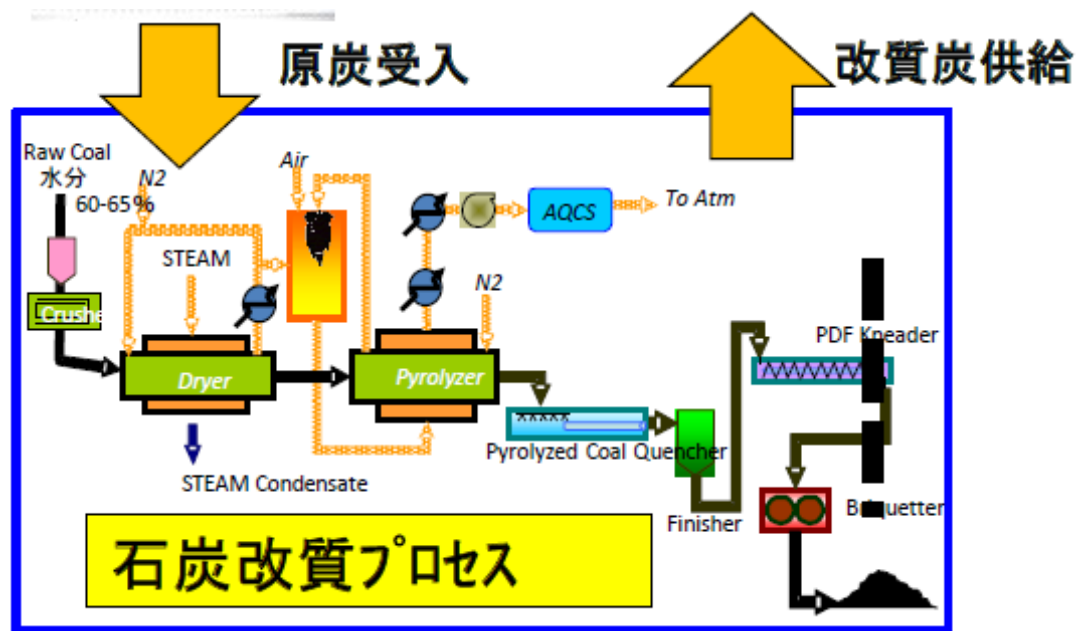 原炭受入
改質炭供給
Raw Coal
水分
60-65%
N2
Air
STEAM
AQCS
To Atm
N2
PDF Kneader
Dryer
Pyrolyzer
Pyrolyzed Coal Quencher
STEAM Condensate
Finisher
石炭改質プロセス